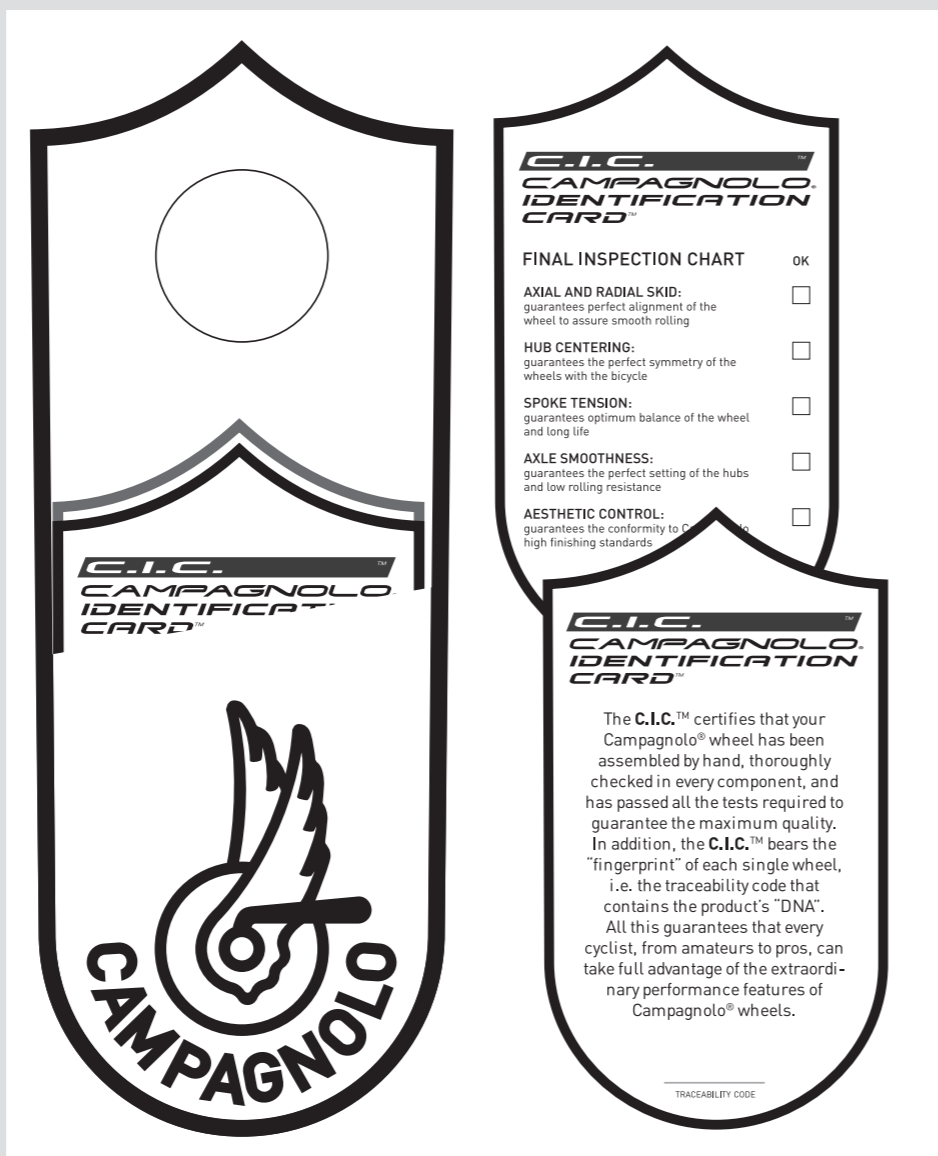 C.I.C.™
CAMPAGNOLO
CARD™
CAMPAGNOLO
C.I.C.™
CAMPAGNOLO®
IDENTIFICATION
CARD™
FINAL INSPECTION CHART OK
AXIAL AND RADIAL SKID:
guarantees perfect alignment of the
wheel to assure smooth rolling
HUB CENTERING:
guarantees the perfect symmetry of the
wheels with the bicycle
SPOKE TENSION:
guarantees optimum balance of the wheel
and long life
AXLE SMOOTHNESS:
guarantees the perfect setting of the hubs
and low rolling resistance
AESTHETIC CONTROL:
guarantees the conformity to
high finishing standards
C.I.C.™
CAMPAGNOLO®
IDENTIFICATION
CARD™
The C.I.C.™ certifies that your
Campagnolo® wheel has been
assembled by hand, thoroughly
checked in every component, and
has passed all the tests required to
guarantee the maximum quality.
In addition, the C.I.C.™ bears the
“fingerprint” of each single wheel,
i.e. the traceability code that
contains the product’s “DNA”.
All this guarantees that every
cyclist, from amateurs to pros, can
take full advantage of the extraordi-
nary performance features of
Campagnolo® wheels.
TRACEABILITY CODE